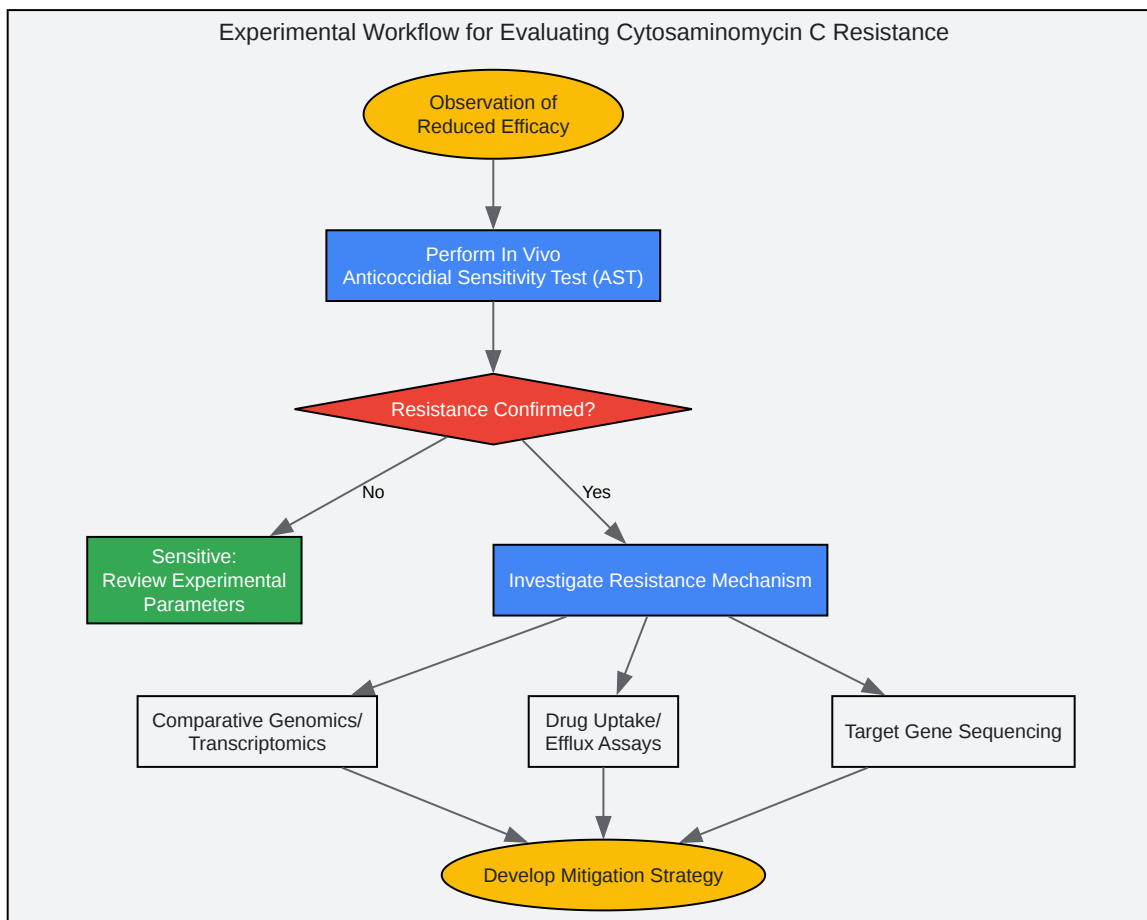 Experimental Workflow for Evaluating Cytosaminomycin C Resistance
Observation of
Reduced Efficacy
Perform In Vivo
Anticoccidial Sensitivity Test (AST)
Resistance Confirmed?
No
Yes
Sensitive:
Review Experimental
Parameters
Investigate Resistance Mechanism
Comparative Genomics/
Transcriptomics
Drug Uptake/
Efflux Assays
Target Gene Sequencing
Develop Mitigation Strategy